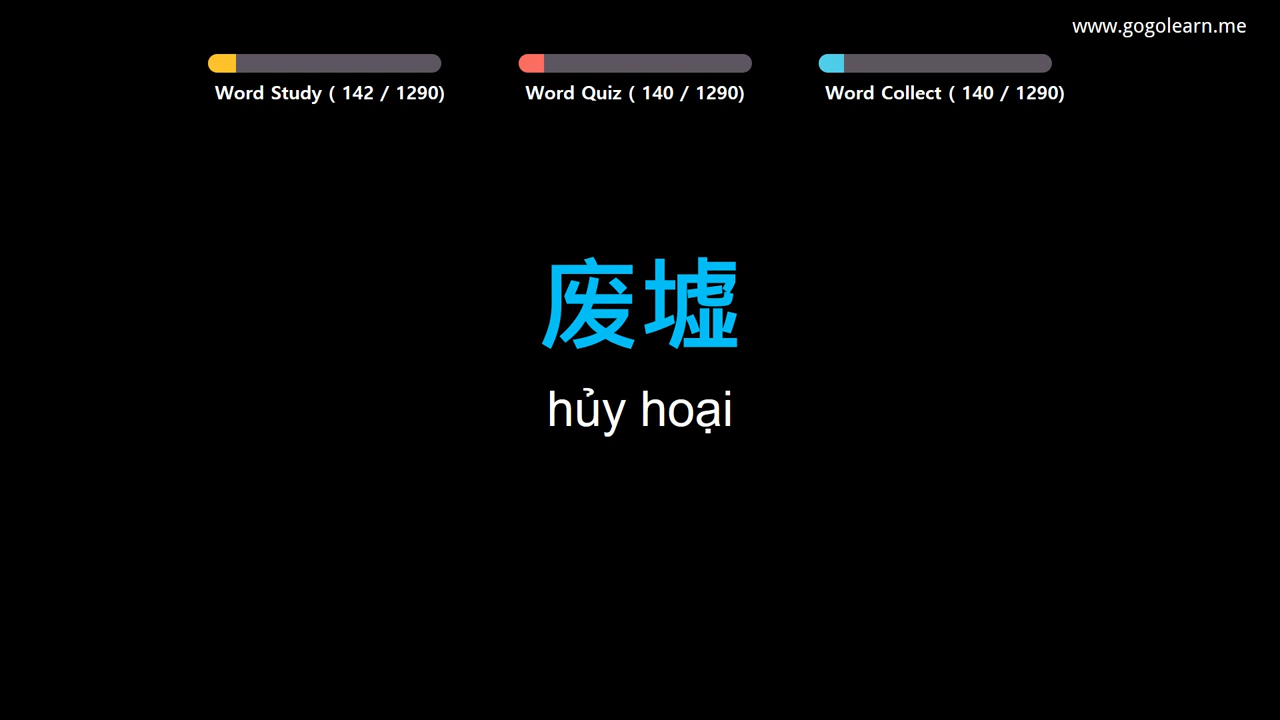 www.gogolearn.me
Word Study ( 142 / 1290)
Word Quiz ( 140 / 1290)
Word Collect ( 140 / 1290)
废墟
hủy hoại